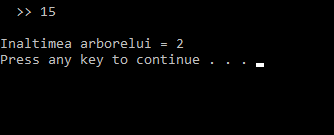 >> 15
Inaltimea arborelui = 2
Press any key to continue . . .